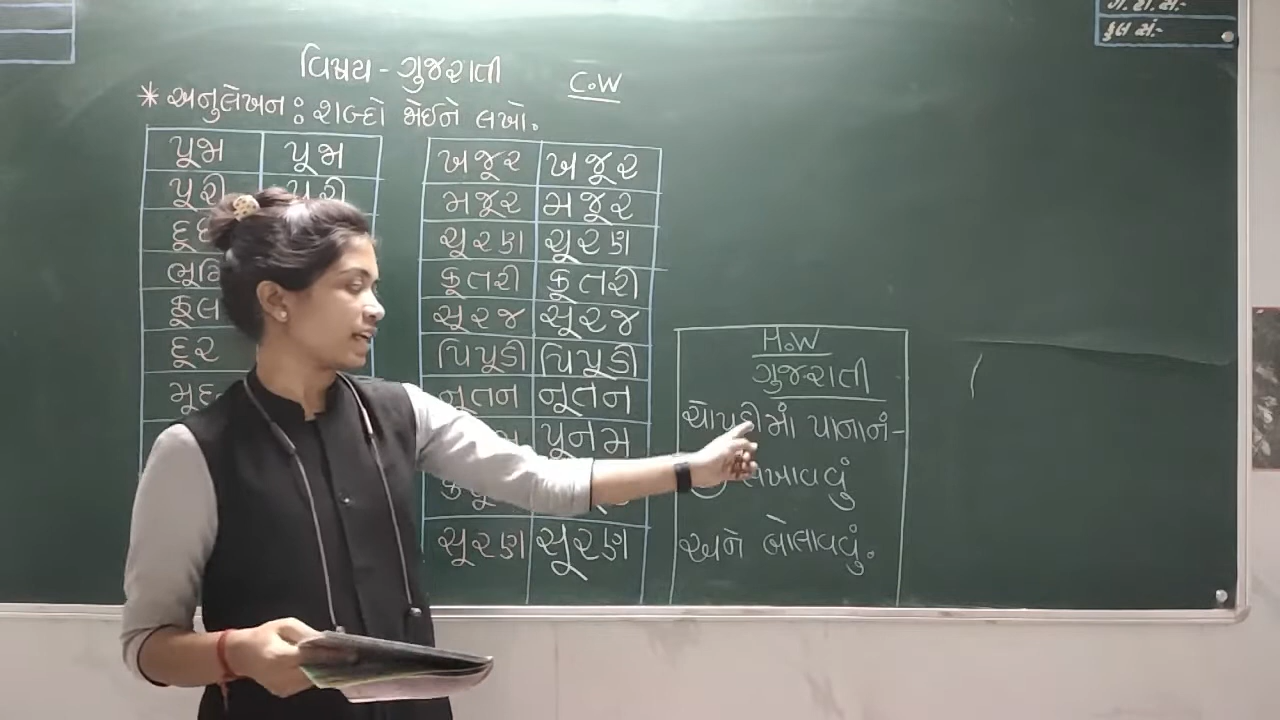 ગે. હા. સં.-
કુલ સં.-
વિષય - ગુજરાતી
C.W
* અનુલેખન : શબ્દો જોઈને લખો.
પૂજા પૂજા
પૂરી પૂરી
ફૂલ
દૂર
ખજૂર ખજૂર
મજૂર મજૂર
ચૂરણ ચૂરણ
કૂતરી કૂતરી
સૂરજ સૂરજ
પિપૂડી પિપૂડી
નૂતન નૂતન
પૂનમ
સૂરણ સૂરણ
H.W
ગુજરાતી
ચોપડીમાં પાનાનં-
લખાવવું
અને બોલાવવું.